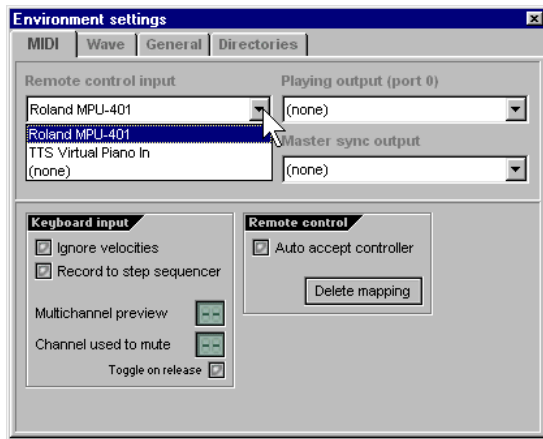 Environment settings
MIDI Wave General Directories
Remote control input
Playing output (port 0)
Roland MPU-401
(none)
Roland MPU-401
TTS Virtual Piano In
(none)
Master sync output
(none)
Keyboard input
Ignore velocities
Record to step sequencer
Multichannel preview --
Channel used to mute --
Toggle on release
Remote control
Auto accept controller
Delete mapping